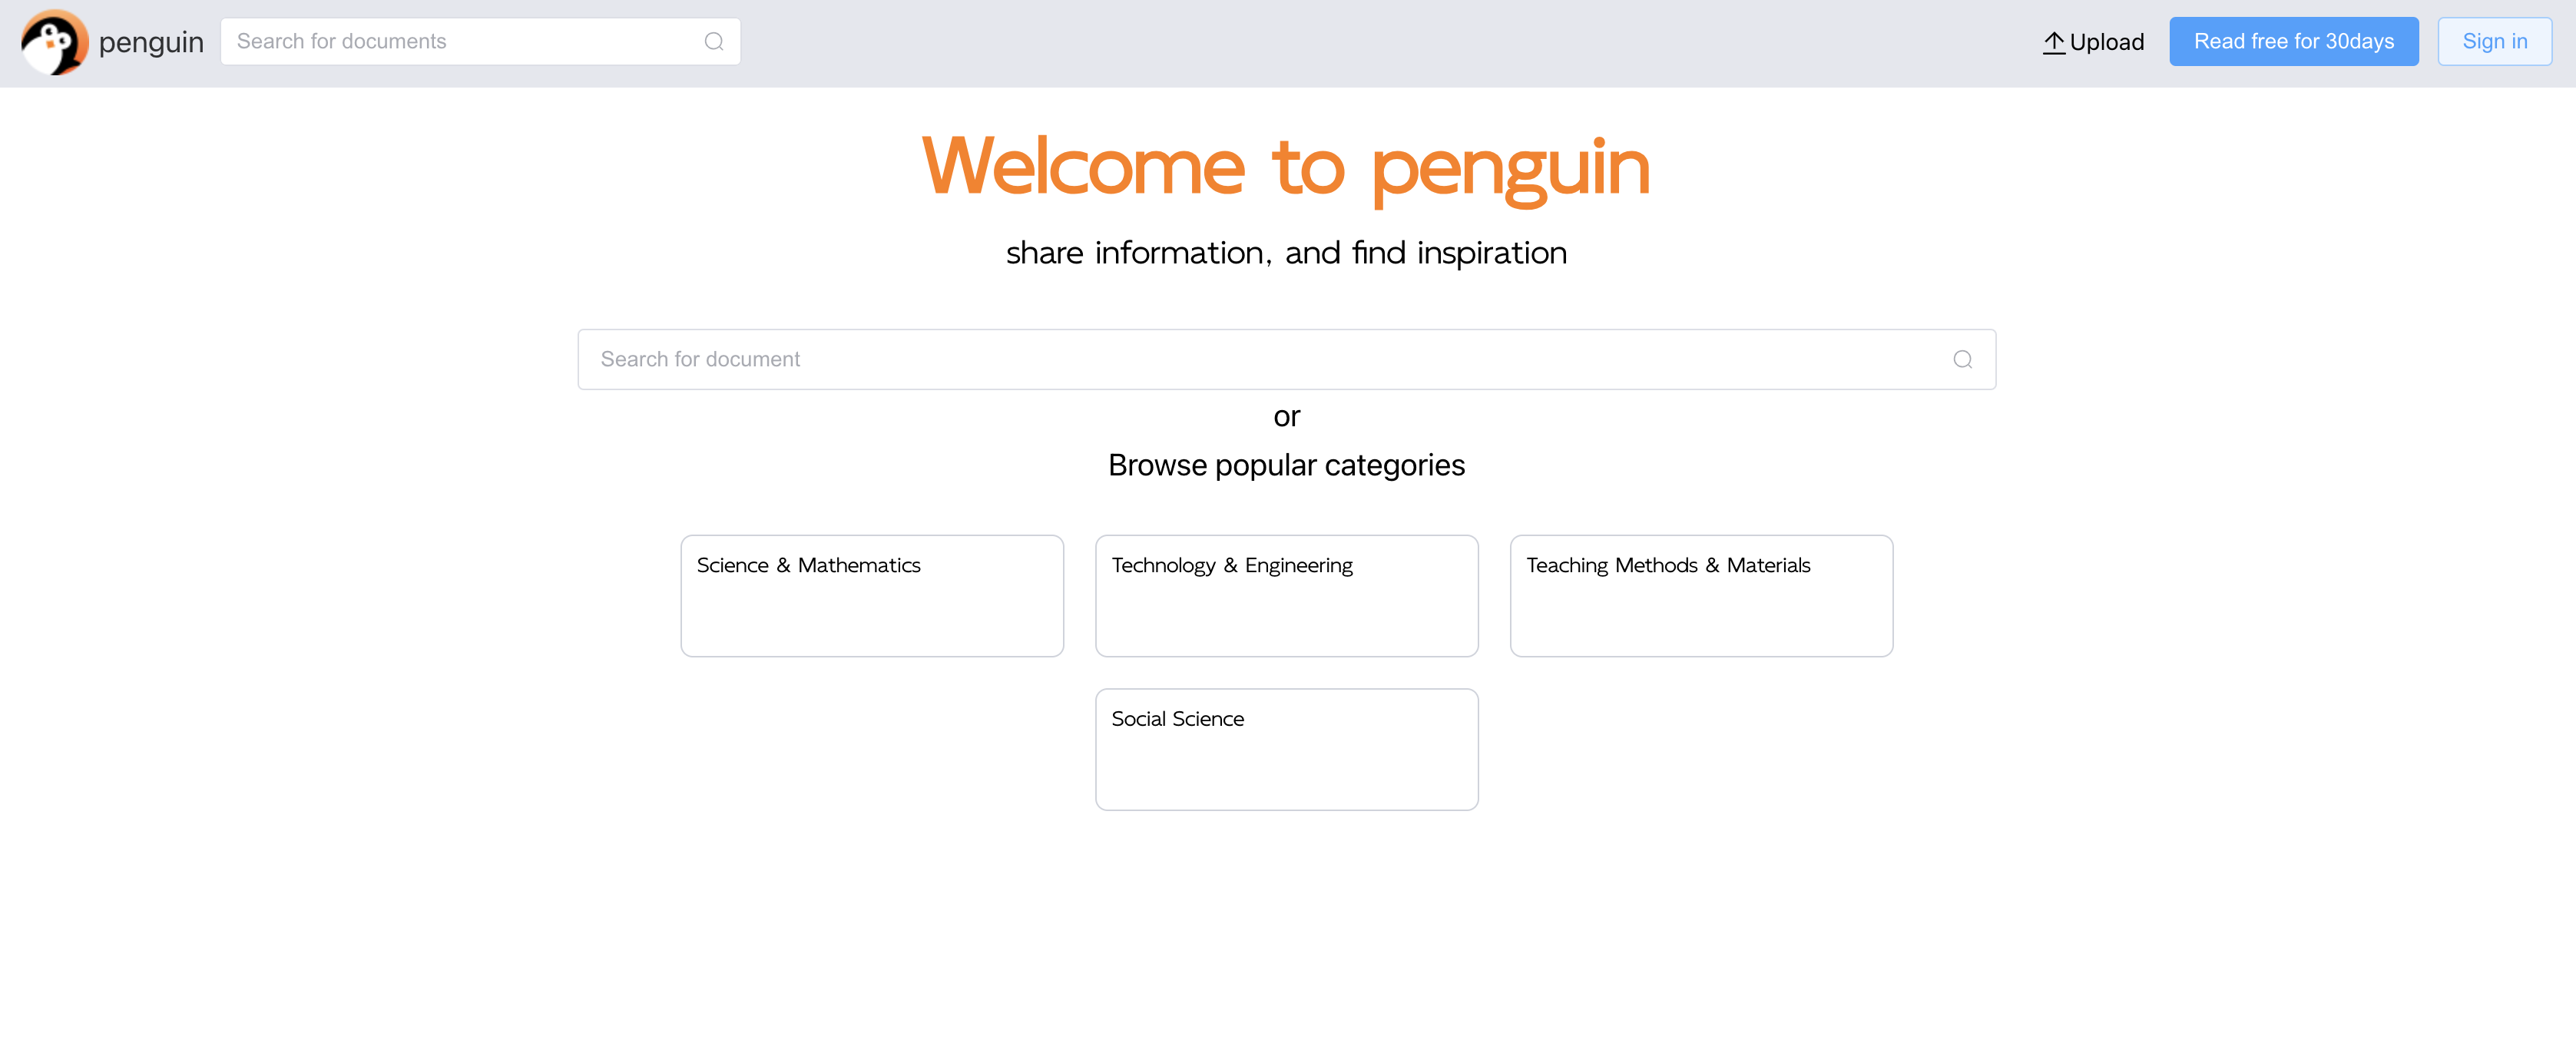 penguin
Search for documents
Upload
Read free for 30days
Sign in
Welcome to penguin
share information, and find inspiration
Search for document
or
Browse popular categories
Science & Mathematics
Technology & Engineering
Teaching Methods & Materials
Social Science